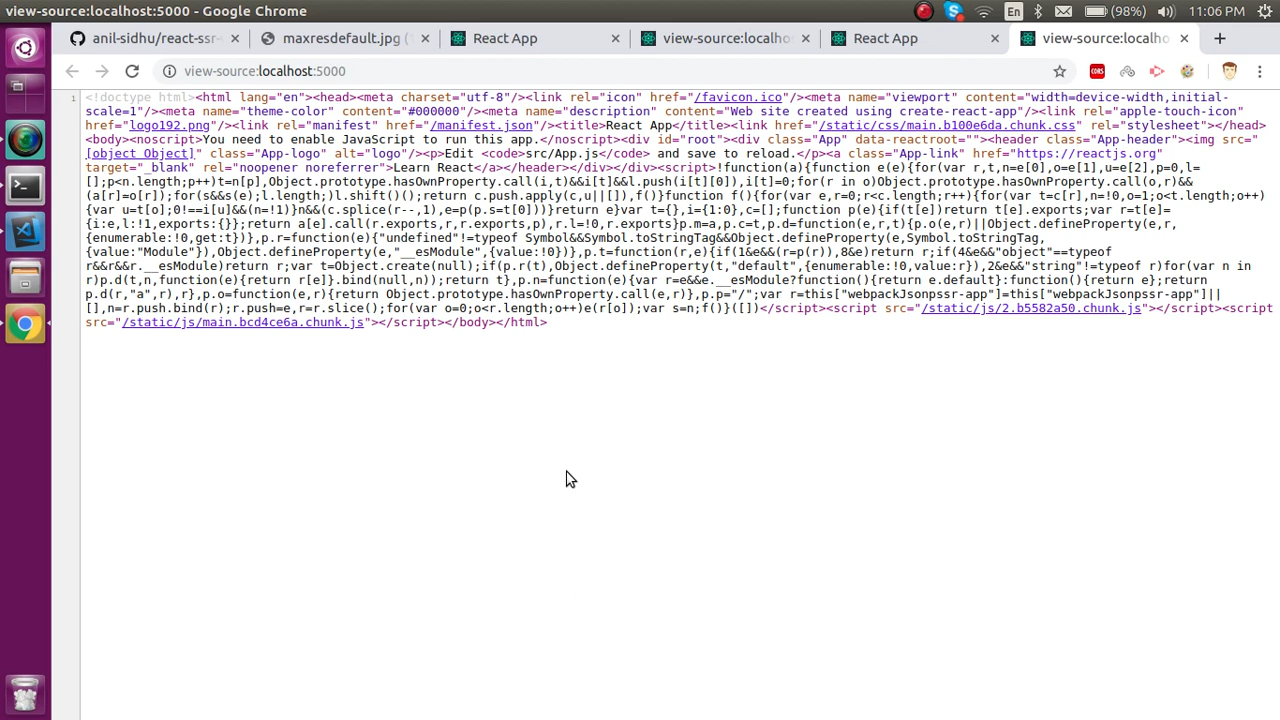 view-source:localhost:5000 - Google Chrome
En
(98%)
11:06 PM
anil-sidhu/react-ssr-
maxresdefault.jpg (
React App
view-source:localho
React App
view-source:localho
view-source:localhost:5000
CORS
1
<!doctype html><html lang="en"><head><meta charset="utf-8"/><link rel="icon" href="/favicon.ico"/><meta name="viewport" content="width=device-width,initial-
scale=1"/><meta name="theme-color" content="#000000"/><meta name="description" content="Web site created using create-react-app"/><link rel="apple-touch-icon"
href="logo192.png"/><link rel="manifest" href="/manifest.json"/><title>React App</title><link href="/static/css/main.b100e6da.chunk.css" rel="stylesheet"></head>
<body><noscript>You need to enable JavaScript to run this app.</noscript><div id="root"><div class="App" data-reactroot=""><header class="App-header"><img src="
[object Object]" class="App-logo" alt="logo"/><p>Edit <code>src/App.js</code> and save to reload.</p><a class="App-link" href="https://reactjs.org"
target="_blank" rel="noopener noreferrer">Learn React</a></header></div></div><script>!function(a){function e(e){for(var r,t,n=e[0],o=e[1],u=e[2],p=0,l=
[];p<n.length;p++)t=n[p],Object.prototype.hasOwnProperty.call(i,t)&&i[t]&&l.push(i[t][0]),i[t]=0;for(r in o)Object.prototype.hasOwnProperty.call(o,r)&&
(a[r]=o[r]);for(s&&s(e);l.length;)l.shift()();return c.push.apply(c,u||[]),f()}function f(){for(var e,r=0;r<c.length;r++){for(var t=c[r],n=!0,o=1;o<t.length;o++)
{var u=t[o];0!==i[u]&&(n=!1)}n&&(c.splice(r--,1),e=p(p.s=t[0]))}return e}var t={},i={1:0},c=[];function p(e){if(t[e])return t[e].exports;var r=t[e]=
{i:e,l:!1,exports:{}};return a[e].call(r.exports,r,r.exports,p),r.l=!0,r.exports}p.m=a,p.c=t,p.d=function(e,r,t){p.o(e,r)||Object.defineProperty(e,r,
{enumerable:!0,get:t})},p.r=function(e){"undefined"!=typeof Symbol&&Symbol.toStringTag&&Object.defineProperty(e,Symbol.toStringTag,
{value:"Module"}),Object.defineProperty(e,"__esModule",{value:!0})},p.t=function(r,e){if(1&e&&(r=p(r)),8&e)return r;if(4&e&&"object"==typeof
r&&r&&r.__esModule)return r;var t=Object.create(null);if(p.r(t),Object.defineProperty(t,"default",{enumerable:!0,value:r}),2&e&&"string"!=typeof r)for(var n in
r)p.d(t,n,function(e){return r[e]}.bind(null,n));return t},p.n=function(e){var r=e&&e.__esModule?function(){return e.default}:function(){return e};return
p.d(r,"a",r),r},p.o=function(e,r){return Object.prototype.hasOwnProperty.call(e,r)},p.p="/";var r=this["webpackJsonpssr-app"]=this["webpackJsonpssr-app"]||
[],n=r.push.bind(r);r.push=e,r=r.slice();for(var o=0;o<r.length;o++)e(r[o]);var s=n;f()}([])</script><script src="/static/js/2.b5582a50.chunk.js"></script><script
src="/static/js/main.bcd4ce6a.chunk.js"></script></body></html>